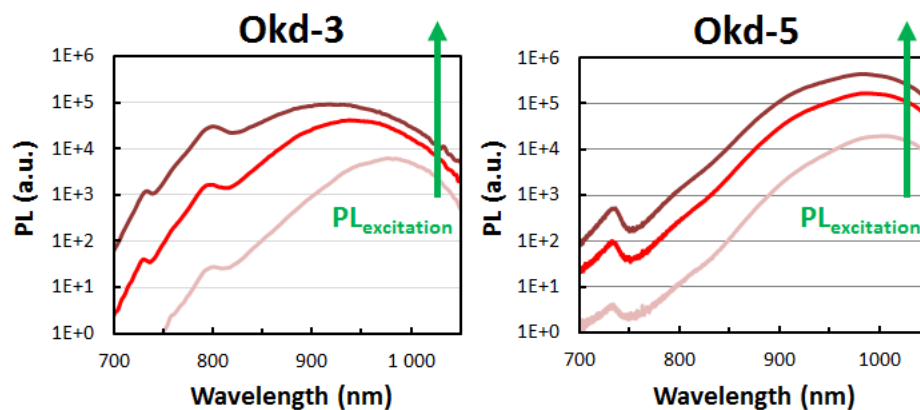 Okd-3
1E+6
1E+5
1E+4
1E+3
1E+2
1E+1
1E+0
PL (a.u.)
PLexcitation
700
800
900
1 000
Wavelength (nm)
Okd-5
1E+6
1E+5
1E+4
1E+3
1E+2
1E+1
1E+0
PL (a.u.)
PLexcitation
700
800
900
1 000
Wavelength (nm)